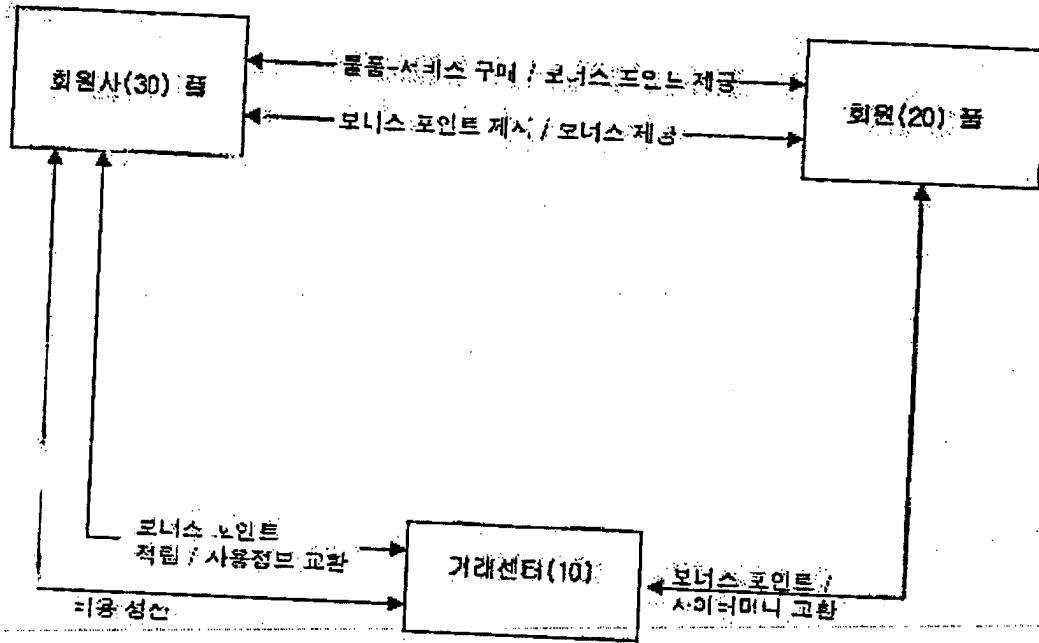 회원사(30) 풀
물품-서비스 구매 / 보너스 포인트 제공
회원(20) 풀
보너스 포인트 제시 / 보너스 제공
보너스 포인트
적립 / 사용정보 교환
거래센터(10)
보너스 포인트 /
사이버머니 교환
비용 정산